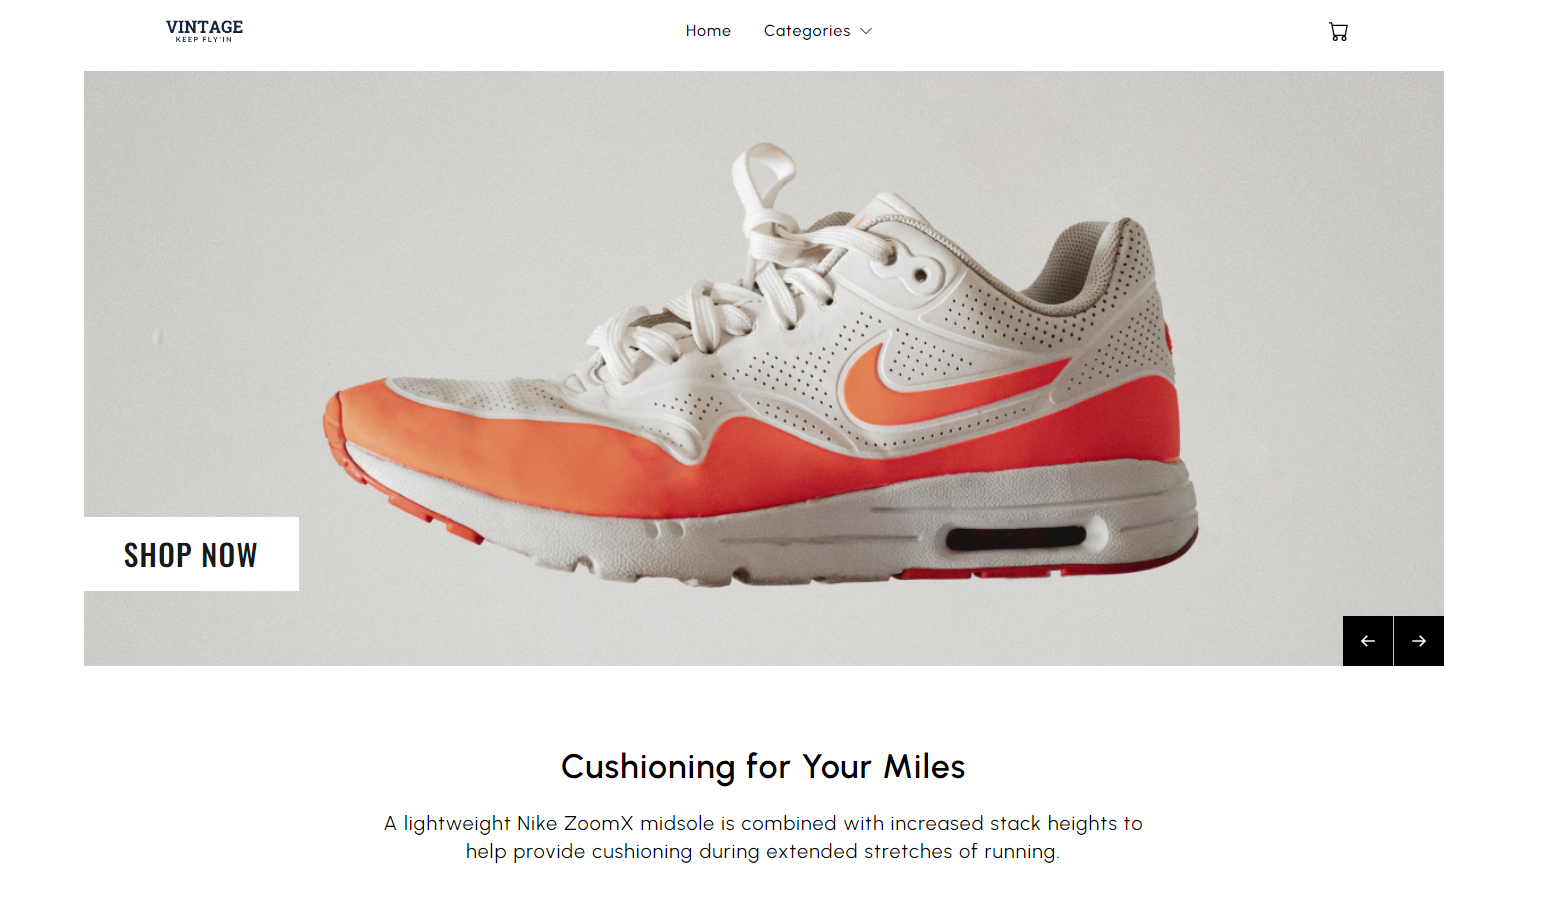 VINTAGE
KEEP FLY'IN
Home
Categories
SHOP NOW
Cushioning for Your Miles
A lightweight Nike ZoomX midsole is combined with increased stack heights to
help provide cushioning during extended stretches of running.